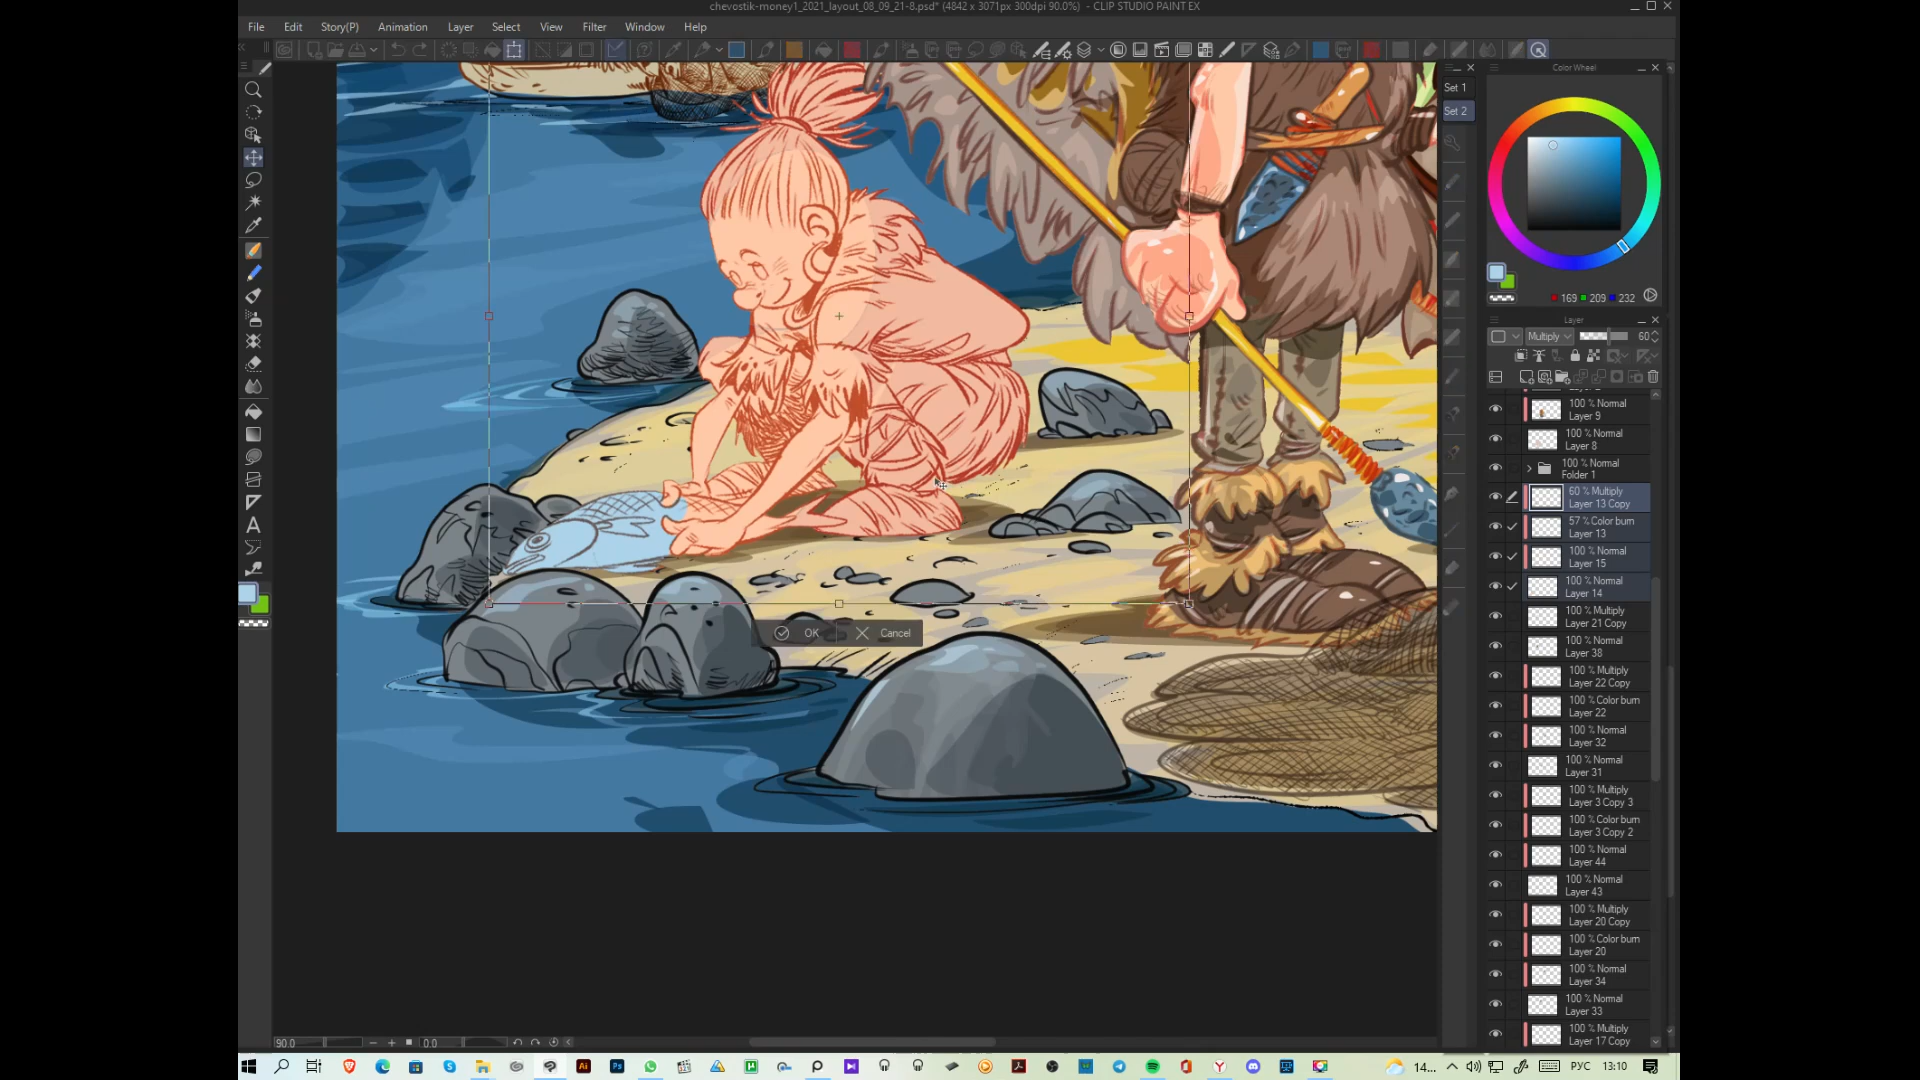 chevostik-money1_2021_layout_08_09_21-8.psd* (4842 x 3071px 300dpi 90.0%) - CLIP STUDIO PAINT EX
File Edit Story(P) Animation Layer Select View Filter Window Help
Color Wheel
Set 1
Set 2
169 209 232
Layer
Multiply 60
100 % Normal
Layer 9
100 % Normal
Layer 8
100 % Normal
Folder 1
60 % Multiply
Layer 13 Copy
57 % Color burn
Layer 13
100 % Normal
Layer 15
100 % Normal
Layer 14
100 % Multiply
Layer 21 Copy
100 % Normal
Layer 38
100 % Multiply
Layer 22 Copy
100 % Color burn
Layer 22
100 % Normal
Layer 32
100 % Normal
Layer 31
100 % Multiply
Layer 3 Copy 3
100 % Color burn
Layer 3 Copy 2
100 % Normal
Layer 44
100 % Normal
Layer 43
100 % Multiply
Layer 20 Copy
100 % Color burn
Layer 20
100 % Normal
Layer 34
100 % Normal
Layer 33
100 % Multiply
Layer 17 Copy
OK Cancel
90.0 0.0
Ai Ps 14... РУС 13:10